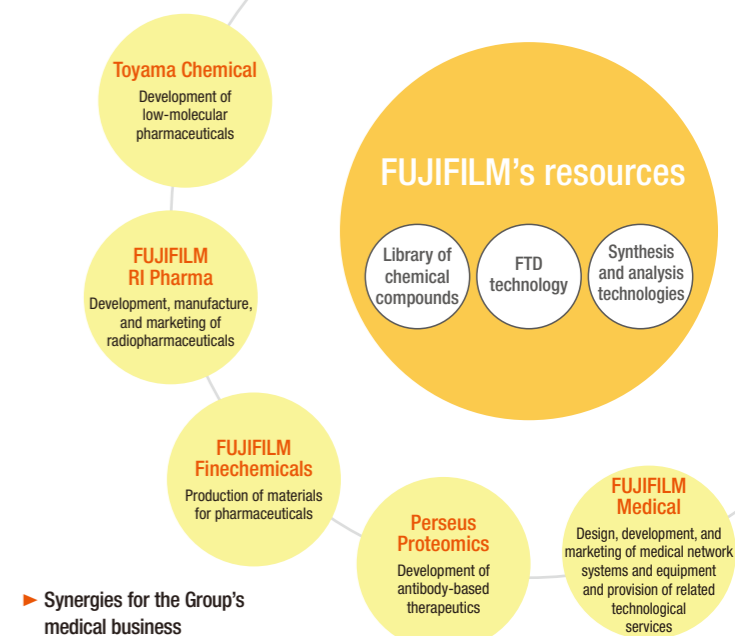 Toyama Chemical
Development of
low-molecular
pharmaceuticals
FUJIFILM's resources
Library of
chemical
compounds
FTD
technology
Synthesis
and analysis
technologies
FUJIFILM
RI Pharma
Development, manufacture,
and marketing of
radiopharmaceuticals
FUJIFILM
Finechemicals
Production of materials
for pharmaceuticals
Perseus
Proteomics
Development of
antibody-based
therapeutics
FUJIFILM
Medical
Design, development, and
marketing of medical network
systems and equipment
and provision of related
technological
services
► Synergies for the Group's
medical business